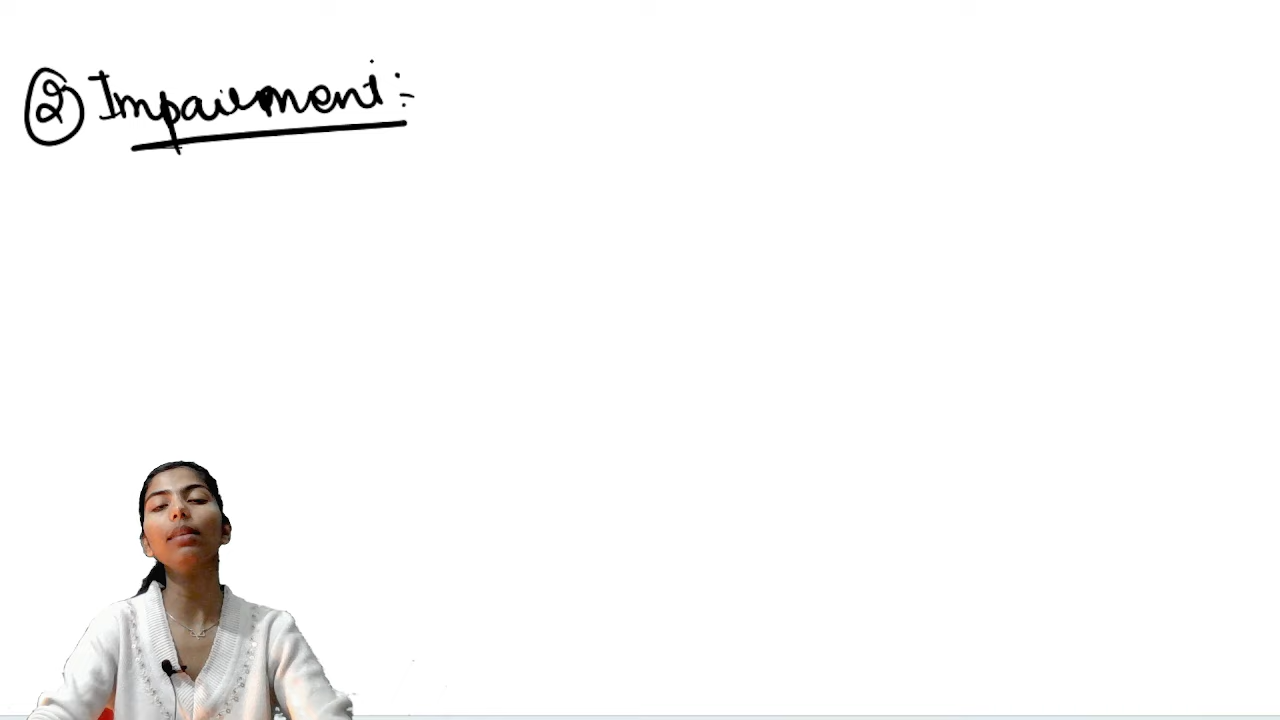 ② Impairment :-